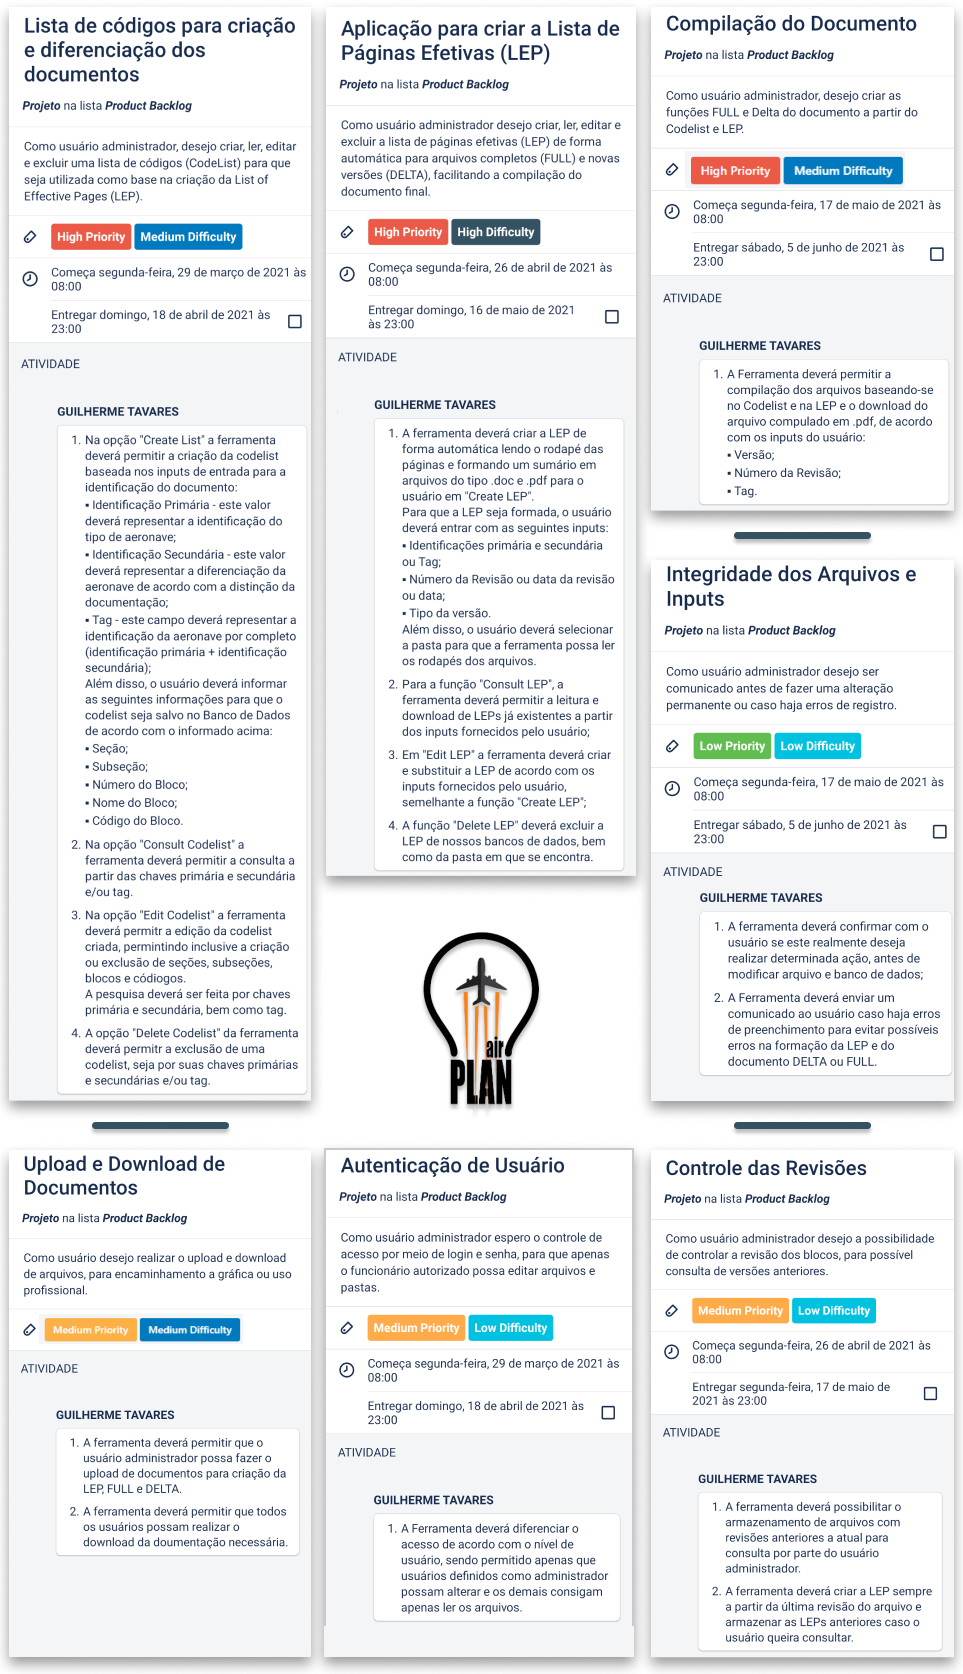 Lista de códigos para criação
e diferenciação dos
documentos
Projeto na lista Product Backlog
Como usuário administrador, desejo criar, ler, editar
e excluir uma lista de códigos (CodeList) para que
seja utilizada como base na criação da List of
Effective Pages (LEP).
High Priority Medium Difficulty
Começa segunda-feira, 29 de março de 2021 às
08:00
Entregar domingo, 18 de abril de 2021 às
23:00
ATIVIDADE
GUILHERME TAVARES
1. Na opção "Create List" a ferramenta
deverá permitir a criação da codelist
baseada nos inputs de entrada para a
identificação do documento:
▪ Identificação Primária - este valor
deverá representar a identificação do
tipo de aeronave;
▪ Identificação Secundária - este valor
deverá representar a diferenciação da
aeronave de acordo com a distinção da
documentação;
▪ Tag - este campo deverá representar a
identificação da aeronave por completo
(identificação primária + identificação
secundária);
Além disso, o usuário deverá informar
as seguintes informações para que o
codelist seja salvo no Banco de Dados
de acordo com o informado acima:
▪ Seção;
▪ Subseção;
▪ Número do Bloco;
▪ Nome do Bloco;
▪ Código do Bloco.
2. Na opção "Consult Codelist" a
ferramenta deverá permitir a consulta a
partir das chaves primária e secundária
e/ou tag.
3. Na opção "Edit Codelist" a ferramenta
deverá permitr a edição da codelist
criada, permintindo inclusive a criação
ou exclusão de seções, subseções,
blocos e códiogos.
A pesquisa deverá ser feita por chaves
primária e secundária, bem como tag.
4. A opção "Delete Codelist" da ferramenta
deverá permitr a exclusão de uma
codelist, seja por suas chaves primárias
e secundárias e/ou tag.
Aplicação para criar a Lista de
Páginas Efetivas (LEP)
Projeto na lista Product Backlog
Como usuário administrador desejo criar, ler, editar e
excluir a lista de páginas efetivas (LEP) de forma
automática para arquivos completos (FULL) e novas
versões (DELTA), facilitando a compilação do
documento final.
High Priority High Difficulty
Começa segunda-feira, 26 de abril de 2021 às
08:00
Entregar domingo, 16 de maio de 2021
às 23:00
ATIVIDADE
GUILHERME TAVARES
1. A ferramenta deverá criar a LEP de
forma automática lendo o rodapé das
páginas e formando um sumário em
arquivos do tipo .doc e .pdf para o
usuário em "Create LEP".
Para que a LEP seja formada, o usuário
deverá entrar com as seguintes inputs:
▪ Identificações primária e secundária
ou Tag;
▪ Número da Revisão ou data da revisão
ou data;
▪ Tipo da versão.
Além disso, o usuário deverá selecionar
a pasta para que a ferramenta possa ler
os rodapés dos arquivos.
2. Para a função "Consult LEP", a
ferramenta deverá permitir a leitura e
download de LEPs já existentes a partir
dos inputs fornecidos pelo usuário;
3. Em "Edit LEP" a ferramenta deverá criar
e substituir a LEP de acordo com os
inputs fornecidos pelo usuário,
semelhante a função "Create LEP";
4. A função "Delete LEP" deverá excluir a
LEP de nossos bancos de dados, bem
como da pasta em que se encontra.
Compilação do Documento
Projeto na lista Product Backlog
Como usuário administrador, desejo criar as
funções FULL e Delta do documento a partir do
Codelist e LEP.
High Priority Medium Difficulty
Começa segunda-feira, 17 de maio de 2021 às
08:00
Entregar sábado, 5 de junho de 2021 às
23:00
ATIVIDADE
GUILHERME TAVARES
1. A Ferramenta deverá permitir a
compilação dos arquivos baseando-se
no Codelist e na LEP e o download do
arquivo compulado em .pdf, de acordo
com os inputs do usuário:
▪ Versão;
▪ Número da Revisão;
▪ Tag.
Integridade dos Arquivos e
Inputs
Projeto na lista Product Backlog
Como usuário administrador desejo ser
comunicado antes de fazer uma alteração
permanente ou caso haja erros de registro.
Low Priority Low Difficulty
Começa segunda-feira, 17 de maio de 2021 às
08:00
Entregar sábado, 5 de junho de 2021 às
23:00
ATIVIDADE
GUILHERME TAVARES
1. A ferramenta deverá confirmar com o
usuário se este realmente deseja
realizar determinada ação, antes de
modificar arquivo e banco de dados;
2. A Ferramenta deverá enviar um
comunicado ao usuário caso haja erros
de preenchimento para evitar possíveis
erros na formação da LEP e do
documento DELTA ou FULL.
air
PLAN
Upload e Download de
Documentos
Projeto na lista Product Backlog
Como usuário desejo realizar o upload e download
de arquivos, para encaminhamento a gráfica ou uso
profissional.
Medium Priority Medium Difficulty
ATIVIDADE
GUILHERME TAVARES
1. A ferramenta deverá permitir que o
usuário administrador possa fazer o
upload de documentos para criação da
LEP, FULL e DELTA.
2. A ferramenta deverá permitir que todos
os usuários possam realizar o
download da doumentação necessária.
Autenticação de Usuário
Projeto na lista Product Backlog
Como usuário administrador espero o controle de
acesso por meio de login e senha, para que apenas
o funcionário autorizado possa editar arquivos e
pastas.
Medium Priority Low Difficulty
Começa segunda-feira, 29 de março de 2021 às
08:00
Entregar domingo, 18 de abril de 2021 às
23:00
ATIVIDADE
GUILHERME TAVARES
1. A Ferramenta deverá diferenciar o
acesso de acordo com o nível de
usuário, sendo permitido apenas que
usuários definidos como administrador
possam alterar e os demais consigam
apenas ler os arquivos.
Controle das Revisões
Projeto na lista Product Backlog
Como usuário administrador desejo a possibilidade
de controlar a revisão dos blocos, para possível
consulta de versões anteriores.
Medium Priority Low Difficulty
Começa segunda-feira, 26 de abril de 2021 às
08:00
Entregar segunda-feira, 17 de maio de
2021 às 23:00
ATIVIDADE
GUILHERME TAVARES
1. A ferramenta deverá possibilitar o
armazenamento de arquivos com
revisões anteriores a atual para
consulta por parte do usuário
administrador.
2. A ferramenta deverá criar a LEP sempre
a partir da última revisão do arquivo e
armazenar as LEPs anteriores caso o
usuário queira consultar.